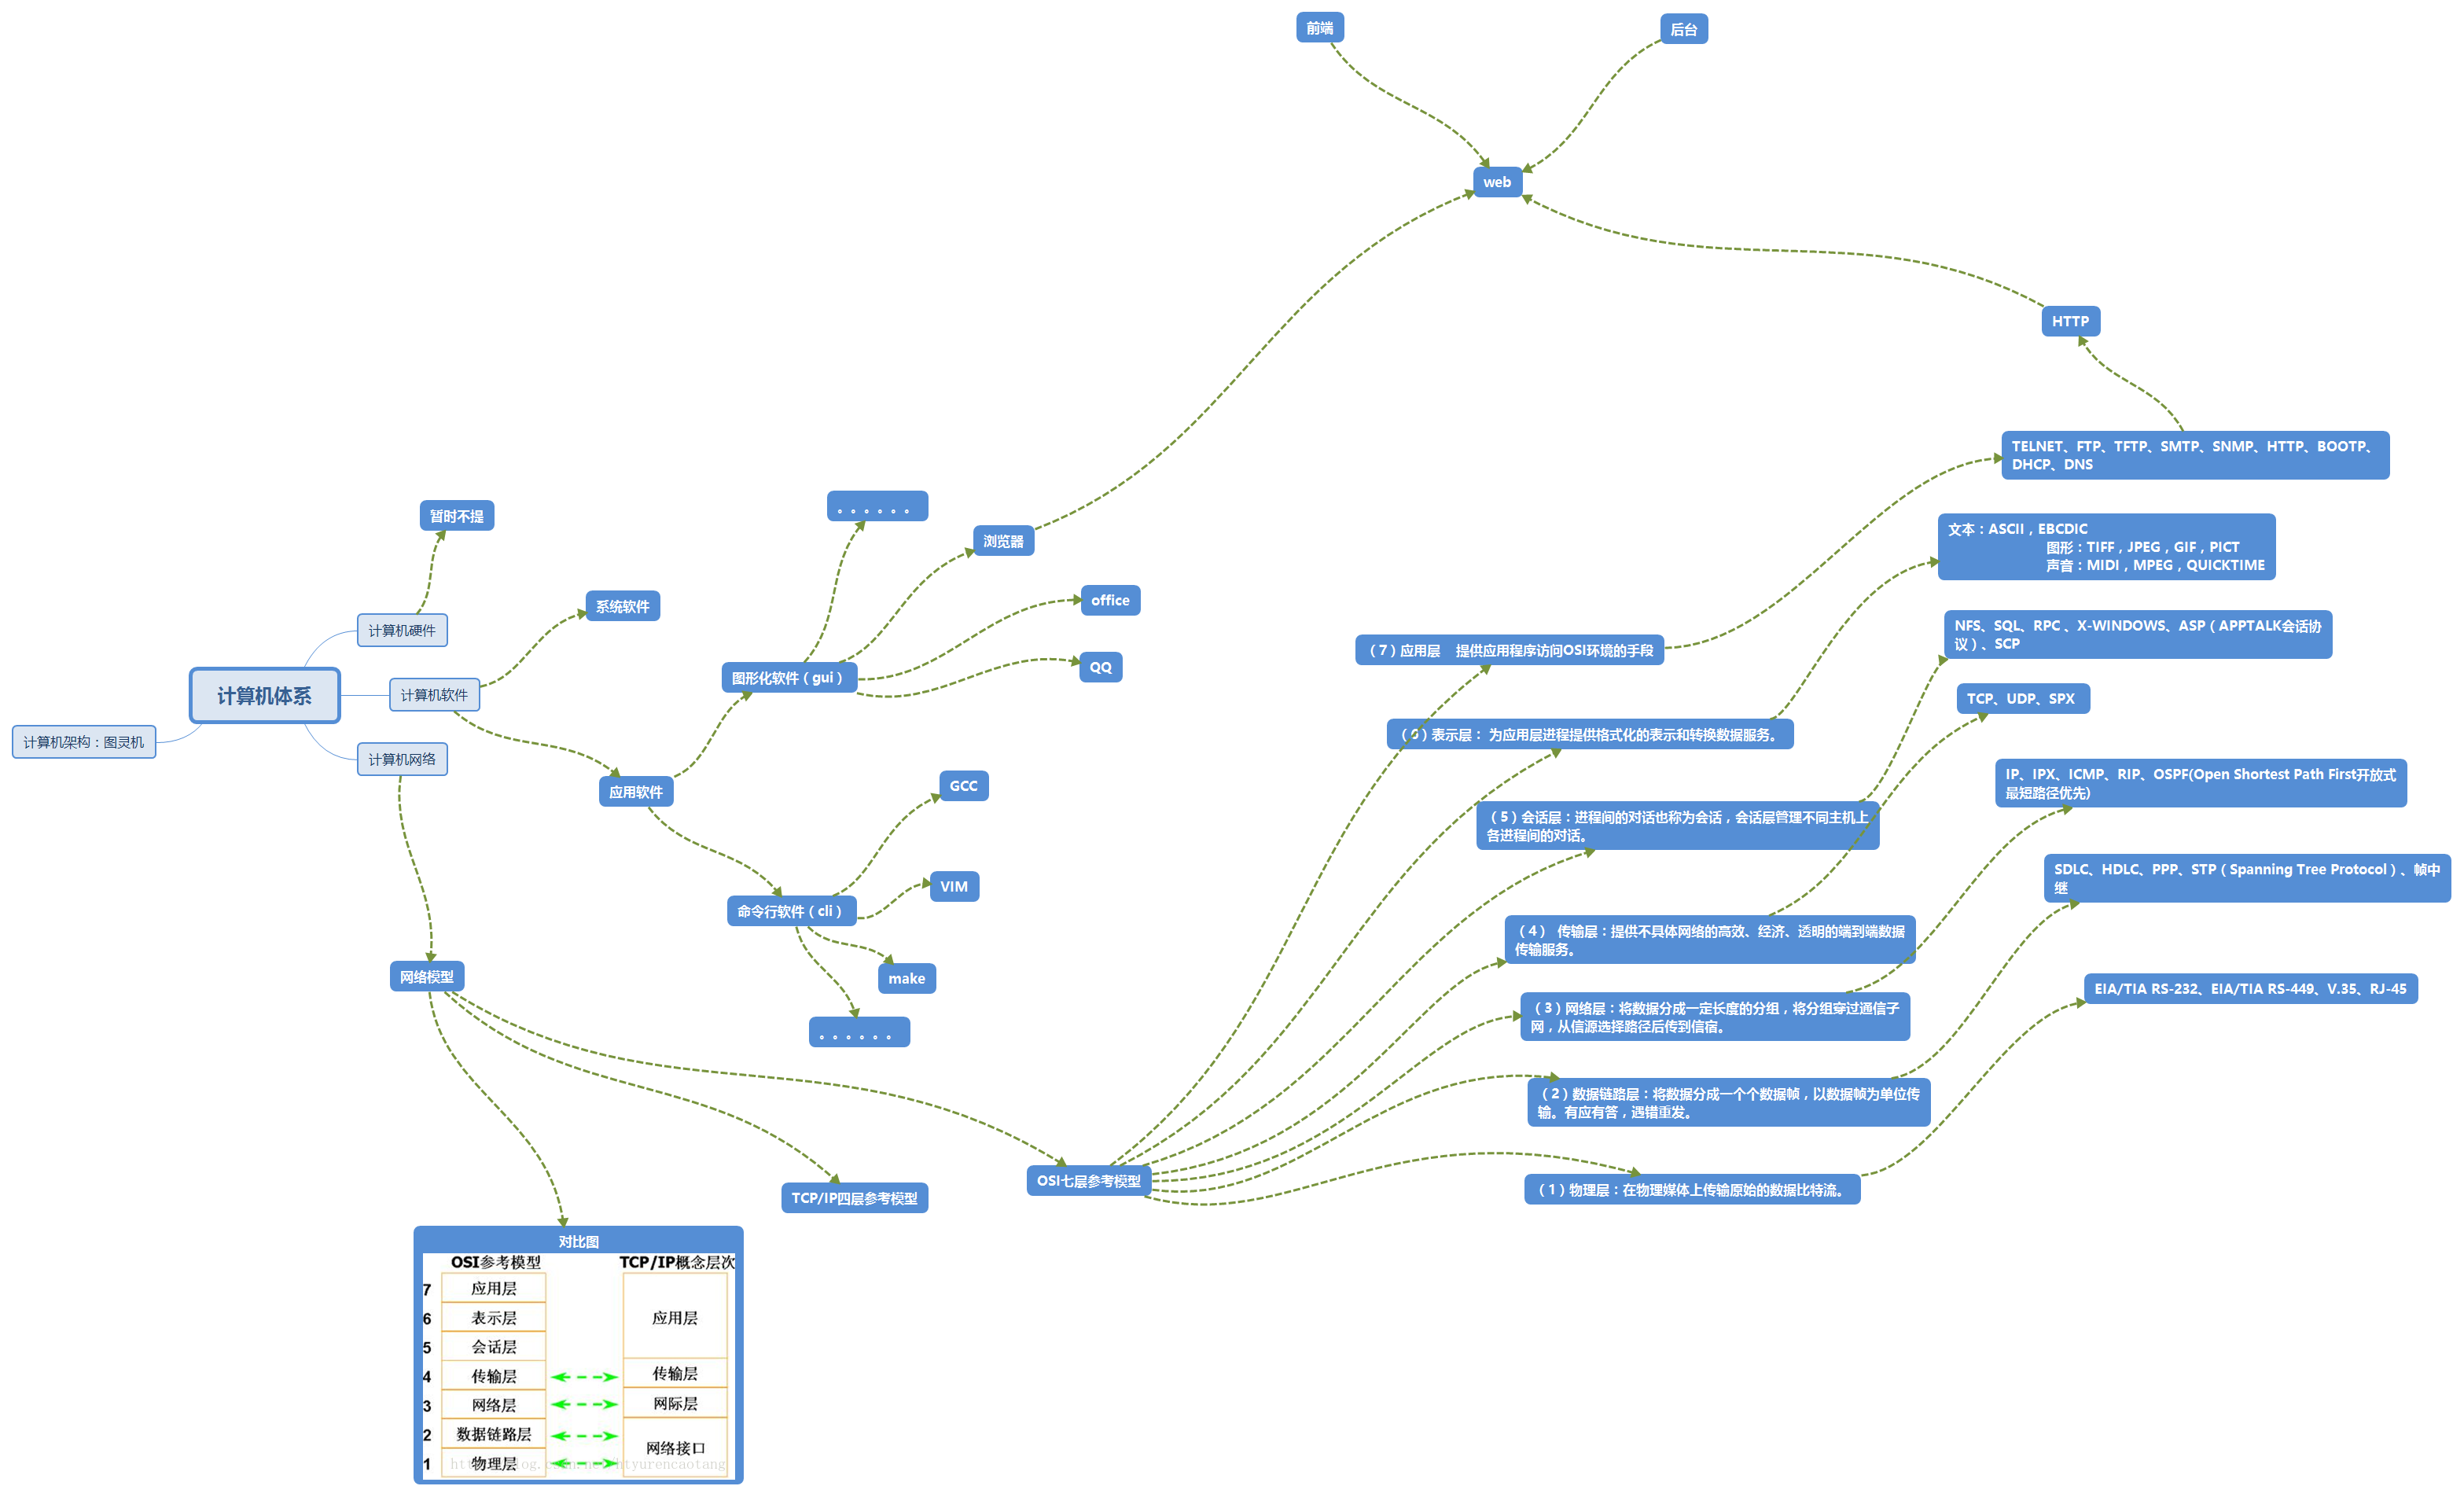 前端
后台
web
HTTP
TELNET、FTP、TFTP、SMTP、SNMP、HTTP、BOOTP、
DHCP、DNS
。。。。。。
浏览器
暂时不提
文本：ASCII，EBCDIC
图形：TIFF，JPEG，GIF，PICT
声音：MIDI，MPEG，QUICKTIME
office
系统软件
计算机硬件
NFS、SQL、RPC 、X-WINDOWS、ASP（APPTALK会话协
议）、SCP
（7）应用层 提供应用程序访问OSI环境的手段
QQ
图形化软件（gui）
计算机体系
计算机软件
TCP、UDP、SPX
（6）表示层： 为应用层进程提供格式化的表示和转换数据服务。
计算机架构：图灵机
计算机网络
IP、IPX、ICMP、RIP、OSPF(Open Shortest Path First开放式
最短路径优先)
应用软件
GCC
（5）会话层：进程间的对话也称为会话，会话层管理不同主机上
各进程间的对话。
SDLC、HDLC、PPP、STP（Spanning Tree Protocol）、帧中
继
VIM
命令行软件（cli）
（4） 传输层：提供不具体网络的高效、经济、透明的端到端数据
传输服务。
网络模型
make
EIA/TIA RS-232、EIA/TIA RS-449、V.35、RJ-45
（3）网络层：将数据分成一定长度的分组，将分组穿过通信子
网，从信源选择路径后传到信宿。
。。。。。。
（2）数据链路层：将数据分成一个个数据帧，以数据帧为单位传
输。有应有答，遇错重发。
OSI七层参考模型
（1）物理层：在物理媒体上传输原始的数据比特流。
TCP/IP四层参考模型
对比图
OSI参考模型 TCP/IP概念层次
7 应用层
6 表示层 应用层
5 会话层
4 传输层 传输层
3 网络层 网际层
2 数据链路层
网络接口
1 物理层